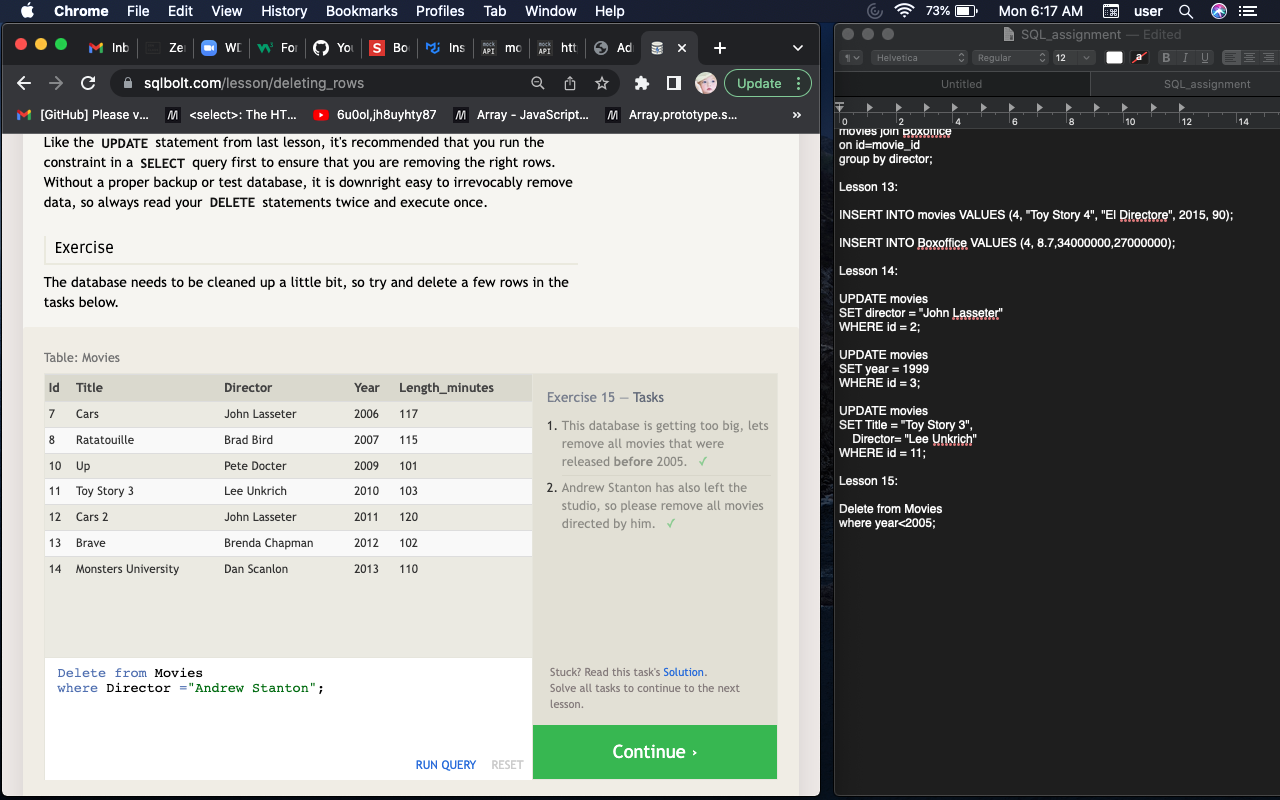 Chrome File Edit View History Bookmarks Profiles Tab Window Help 73% Mon 6:17 AM user
Inb Ze WD For You Bo Ins mo htt Ad
sqlbolt.com/lesson/deleting_rows Update
[GitHub] Please v... <select>: The HT... 6u0ol,jh8uyhty87 Array - JavaScript... Array.prototype.s... »
Like the UPDATE statement from last lesson, it's recommended that you run the
constraint in a SELECT query first to ensure that you are removing the right rows.
Without a proper backup or test database, it is downright easy to irrevocably remove
data, so always read your DELETE statements twice and execute once.
Exercise
The database needs to be cleaned up a little bit, so try and delete a few rows in the
tasks below.
Table: Movies
Id Title Director Year Length_minutes
7 Cars John Lasseter 2006 117
8 Ratatouille Brad Bird 2007 115
10 Up Pete Docter 2009 101
11 Toy Story 3 Lee Unkrich 2010 103
12 Cars 2 John Lasseter 2011 120
13 Brave Brenda Chapman 2012 102
14 Monsters University Dan Scanlon 2013 110
Delete from Movies
where Director ="Andrew Stanton";
RUN QUERY RESET
Exercise 15 — Tasks
1. This database is getting too big, lets
remove all movies that were
released before 2005. ✓
2. Andrew Stanton has also left the
studio, so please remove all movies
directed by him. ✓
Stuck? Read this task's Solution.
Solve all tasks to continue to the next
lesson.
Continue ›
SQL_assignment — Edited
¶ Helvetica Regular 12 a B I U
Untitled SQL_assignment
0 2 4 6 8 10 12 14
movies join Boxoffice
on id=movie_id
group by director;
Lesson 13:
INSERT INTO movies VALUES (4, "Toy Story 4", "El Directore", 2015, 90);
INSERT INTO Boxoffice VALUES (4, 8.7,34000000,27000000);
Lesson 14:
UPDATE movies
SET director = "John Lasseter"
WHERE id = 2;
UPDATE movies
SET year = 1999
WHERE id = 3;
UPDATE movies
SET Title = "Toy Story 3",
Director= "Lee Unkrich"
WHERE id = 11;
Lesson 15:
Delete from Movies
where year<2005;